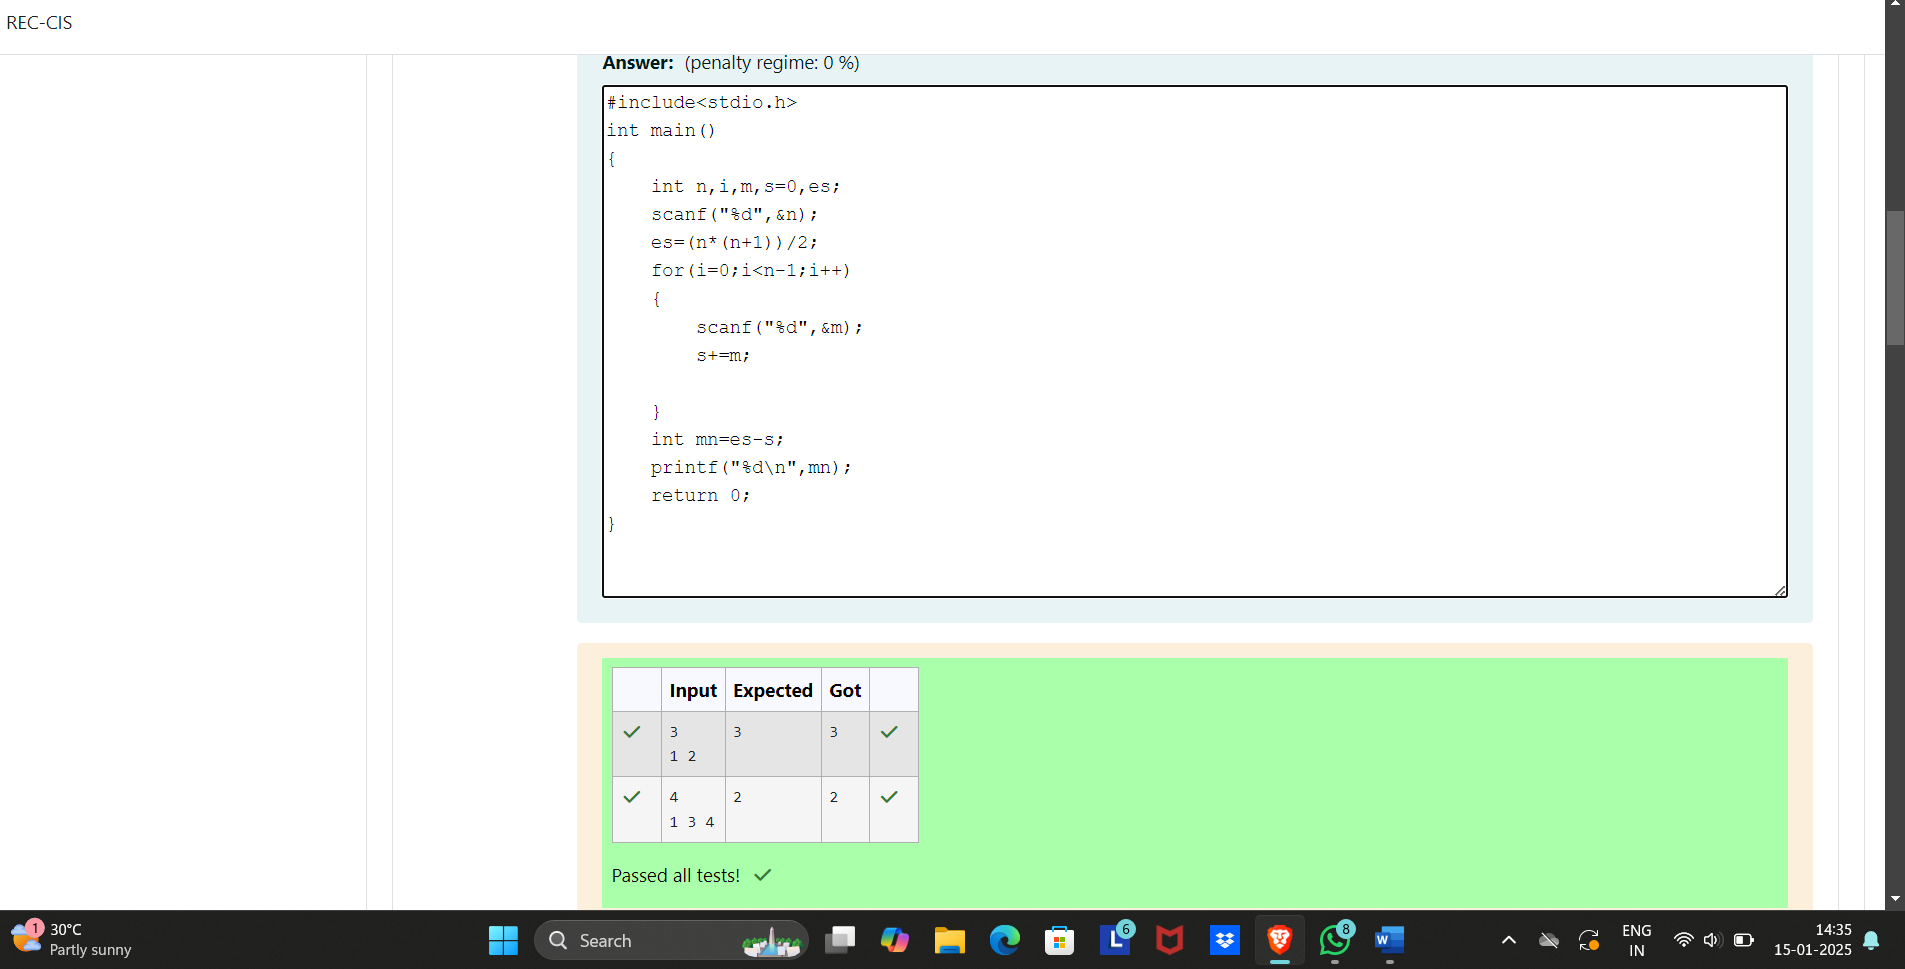 REC-CIS
Answer: (penalty regime: 0 %)
#include<stdio.h>
int main()
{
    int n,i,m,s=0,es;
    scanf("%d",&n);
    es=(n*(n+1))/2;
    for(i=0;i<n-1;i++)
    {
        scanf("%d",&m);
        s+=m;
    }
    int mn=es-s;
    printf("%d\n",mn);
    return 0;
}
Input Expected Got
3 3 3
1 2
4 2 2
1 3 4
Passed all tests!
1
30°C
Partly sunny
Search
L 6
8
W
ENG
IN
14:35
15-01-2025